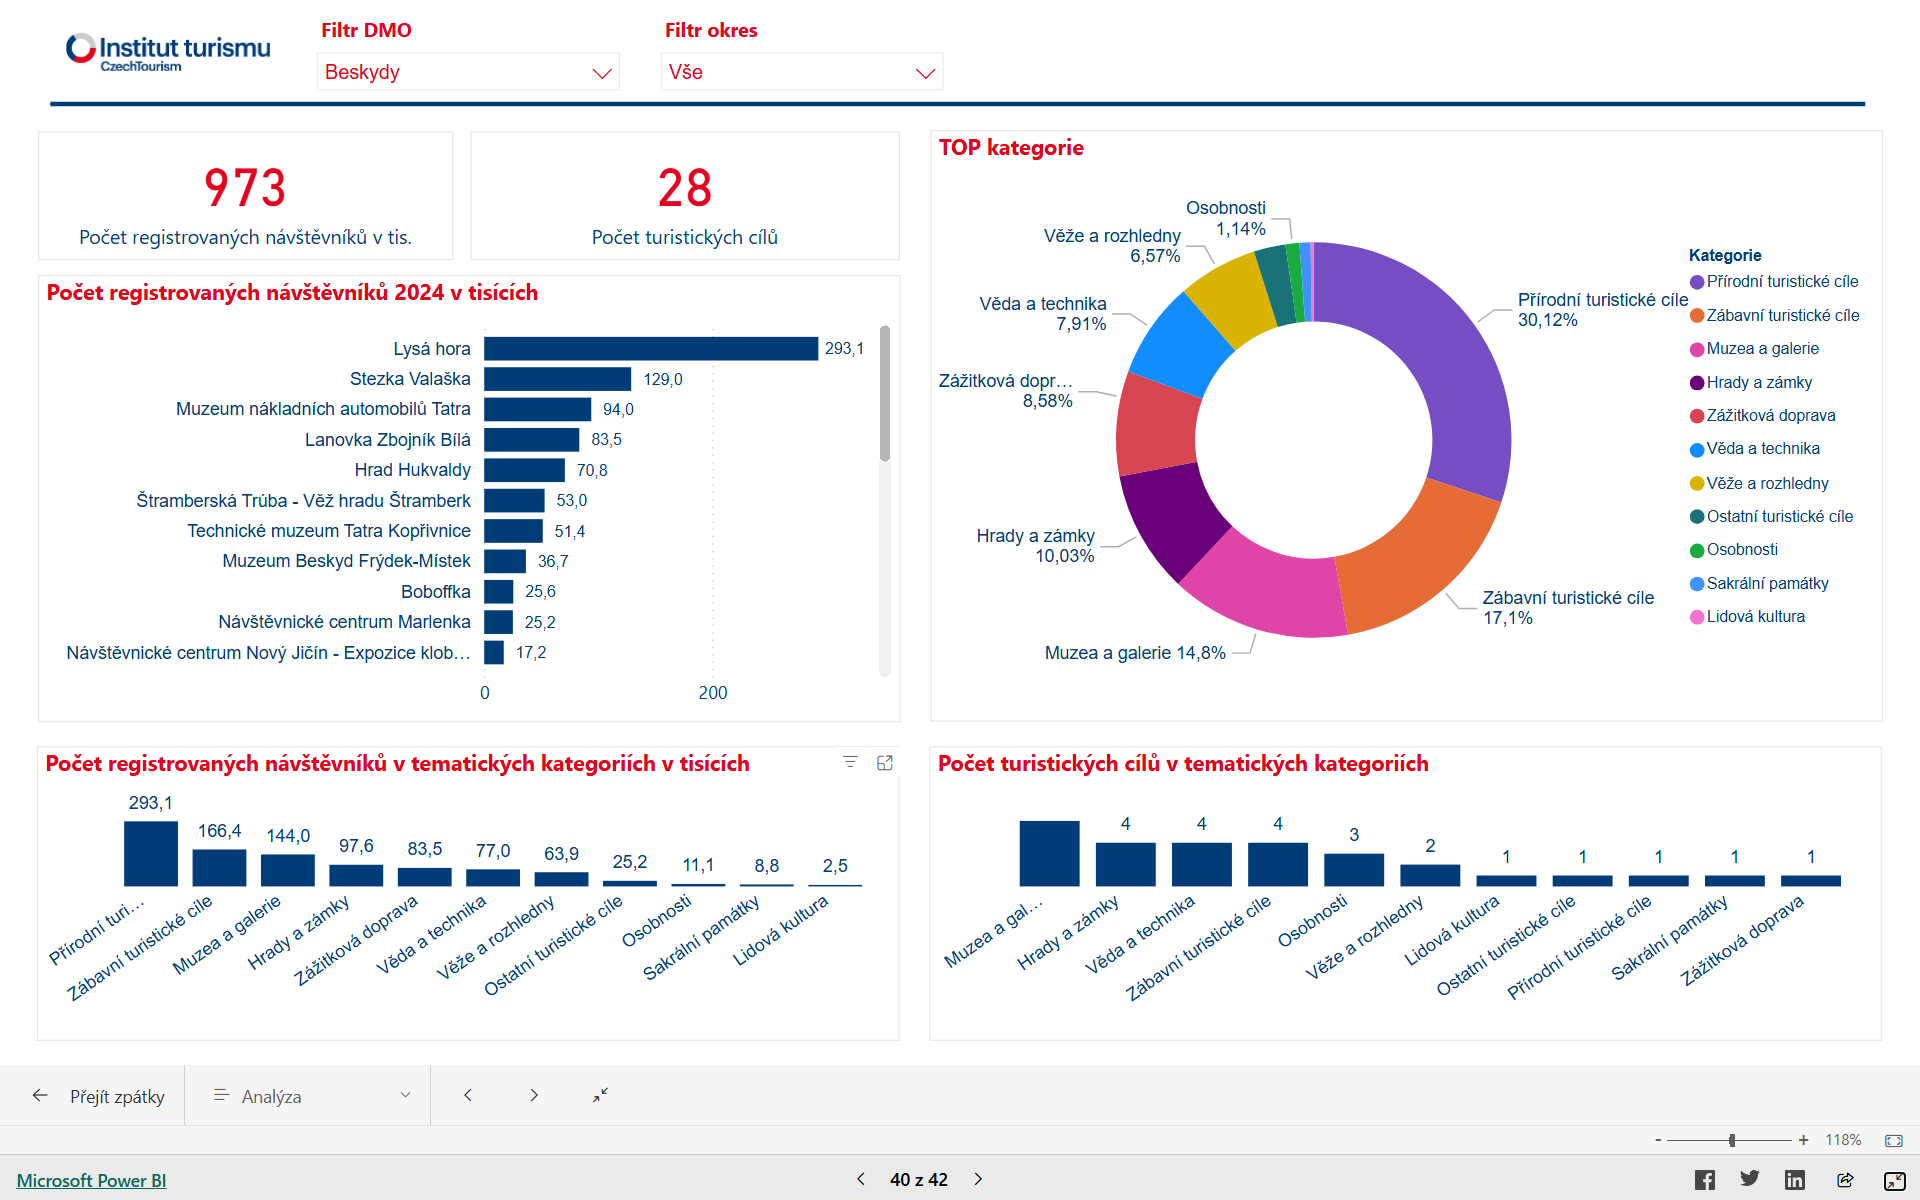 Institut turismu
CzechTourism
Filtr DMO
Beskydy
Filtr okres
Vše
973
Počet registrovaných návštěvníků v tis.
28
Počet turistických cílů
Počet registrovaných návštěvníků 2024 v tisících
Lysá hora 293,1
Stezka Valaška 129,0
Muzeum nákladních automobilů Tatra 94,0
Lanovka Zbojník Bílá 83,5
Hrad Hukvaldy 70,8
Štramberská Trúba - Věž hradu Štramberk 53,0
Technické muzeum Tatra Kopřivnice 51,4
Muzeum Beskyd Frýdek-Místek 36,7
Boboffka 25,6
Návštěvnické centrum Marlenka 25,2
Návštěvnické centrum Nový Jičín - Expozice klob… 17,2
0 200
TOP kategorie
Osobnosti
1,14%
Věže a rozhledny
6,57%
Věda a technika
7,91%
Zážitková dopr…
8,58%
Hrady a zámky
10,03%
Muzea a galerie 14,8%
Zábavní turistické cíle
17,1%
Přírodní turistické cíle
30,12%
Kategorie
Přírodní turistické cíle
Zábavní turistické cíle
Muzea a galerie
Hrady a zámky
Zážitková doprava
Věda a technika
Věže a rozhledny
Ostatní turistické cíle
Osobnosti
Sakrální památky
Lidová kultura
Počet registrovaných návštěvníků v tematických kategoriích v tisících
293,1 166,4 144,0 97,6 83,5 77,0 63,9 25,2 11,1 8,8 2,5
Přírodní turi…
Zábavní turistické cíle
Muzea a galerie
Hrady a zámky
Zážitková doprava
Věda a technika
Věže a rozhledny
Ostatní turistické cíle
Osobnosti
Sakrální památky
Lidová kultura
Počet turistických cílů v tematických kategoriích
4 4 4 3 2 1 1 1 1 1
Muzea a gal…
Hrady a zámky
Věda a technika
Zábavní turistické cíle
Osobnosti
Věže a rozhledny
Lidová kultura
Ostatní turistické cíle
Přírodní turistické cíle
Sakrální památky
Zážitková doprava
Přejít zpátky
Analýza
- + 118%
Microsoft Power BI
40 z 42